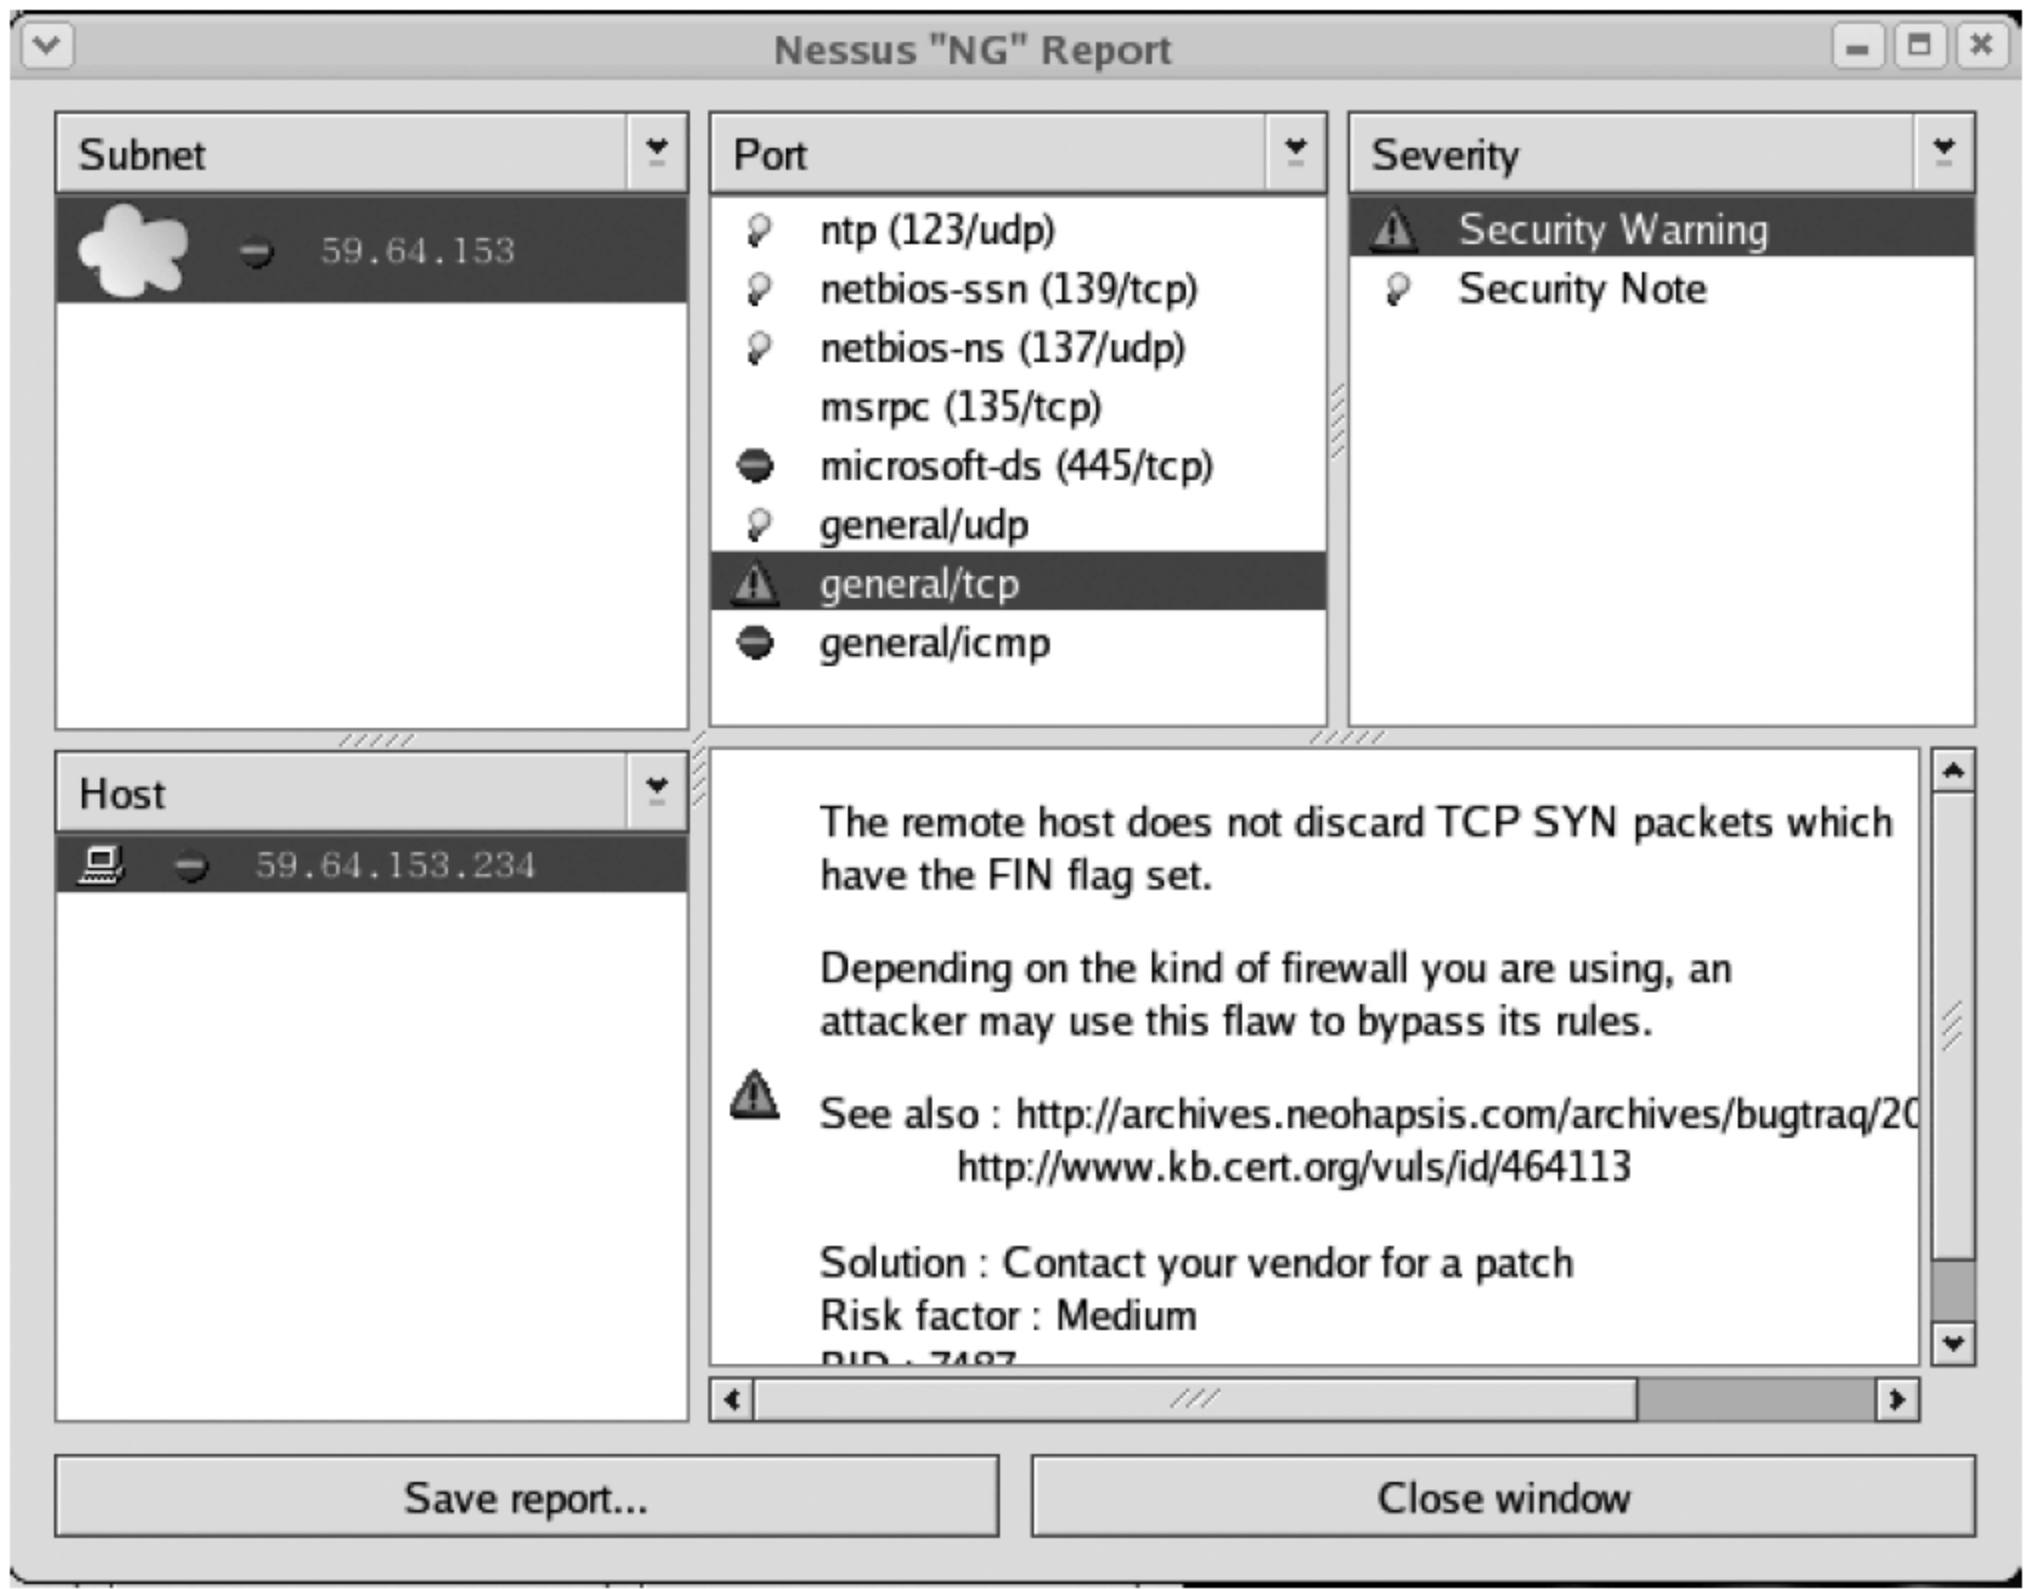 Nessus "NG" Report
Subnet
59.64.153
Port
ntp (123/udp)
netbios-ssn (139/tcp)
netbios-ns (137/udp)
msrpc (135/tcp)
microsoft-ds (445/tcp)
general/udp
general/tcp
general/icmp
Severity
Security Warning
Security Note
Host
59.64.153.234
The remote host does not discard TCP SYN packets which
have the FIN flag set.
Depending on the kind of firewall you are using, an
attacker may use this flaw to bypass its rules.
See also : http://archives.neohapsis.com/archives/bugtraq/20
http://www.kb.cert.org/vuls/id/464113
Solution : Contact your vendor for a patch
Risk factor : Medium
BID : 7487
Save report...
Close window